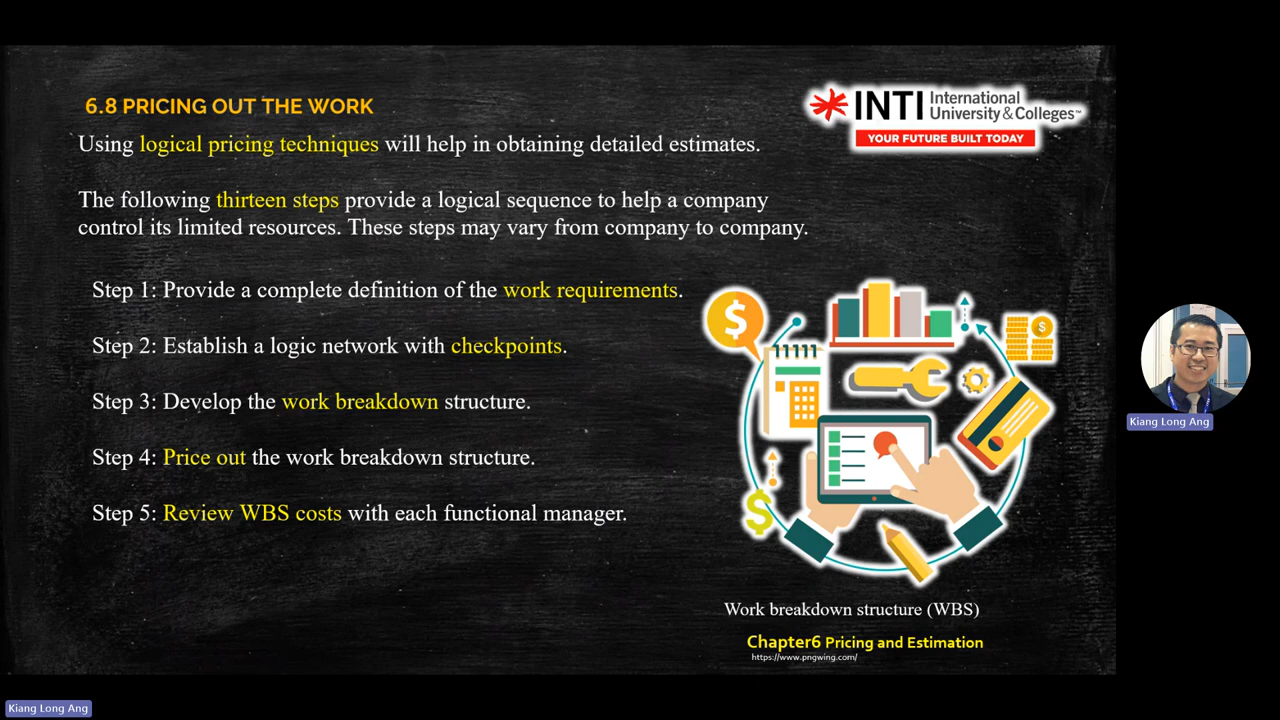 6.8 PRICING OUT THE WORK
INTI International
University & Colleges
YOUR FUTURE BUILT TODAY
Using logical pricing techniques will help in obtaining detailed estimates.
The following thirteen steps provide a logical sequence to help a company
control its limited resources. These steps may vary from company to company.
Step 1: Provide a complete definition of the work requirements.
Step 2: Establish a logic network with checkpoints.
Step 3: Develop the work breakdown structure.
Step 4: Price out the work breakdown structure.
Step 5: Review WBS costs with each functional manager.
$
$
$
Work breakdown structure (WBS)
Chapter6 Pricing and Estimation
https://www.pngwing.com/
Kiang Long Ang
Kiang Long Ang